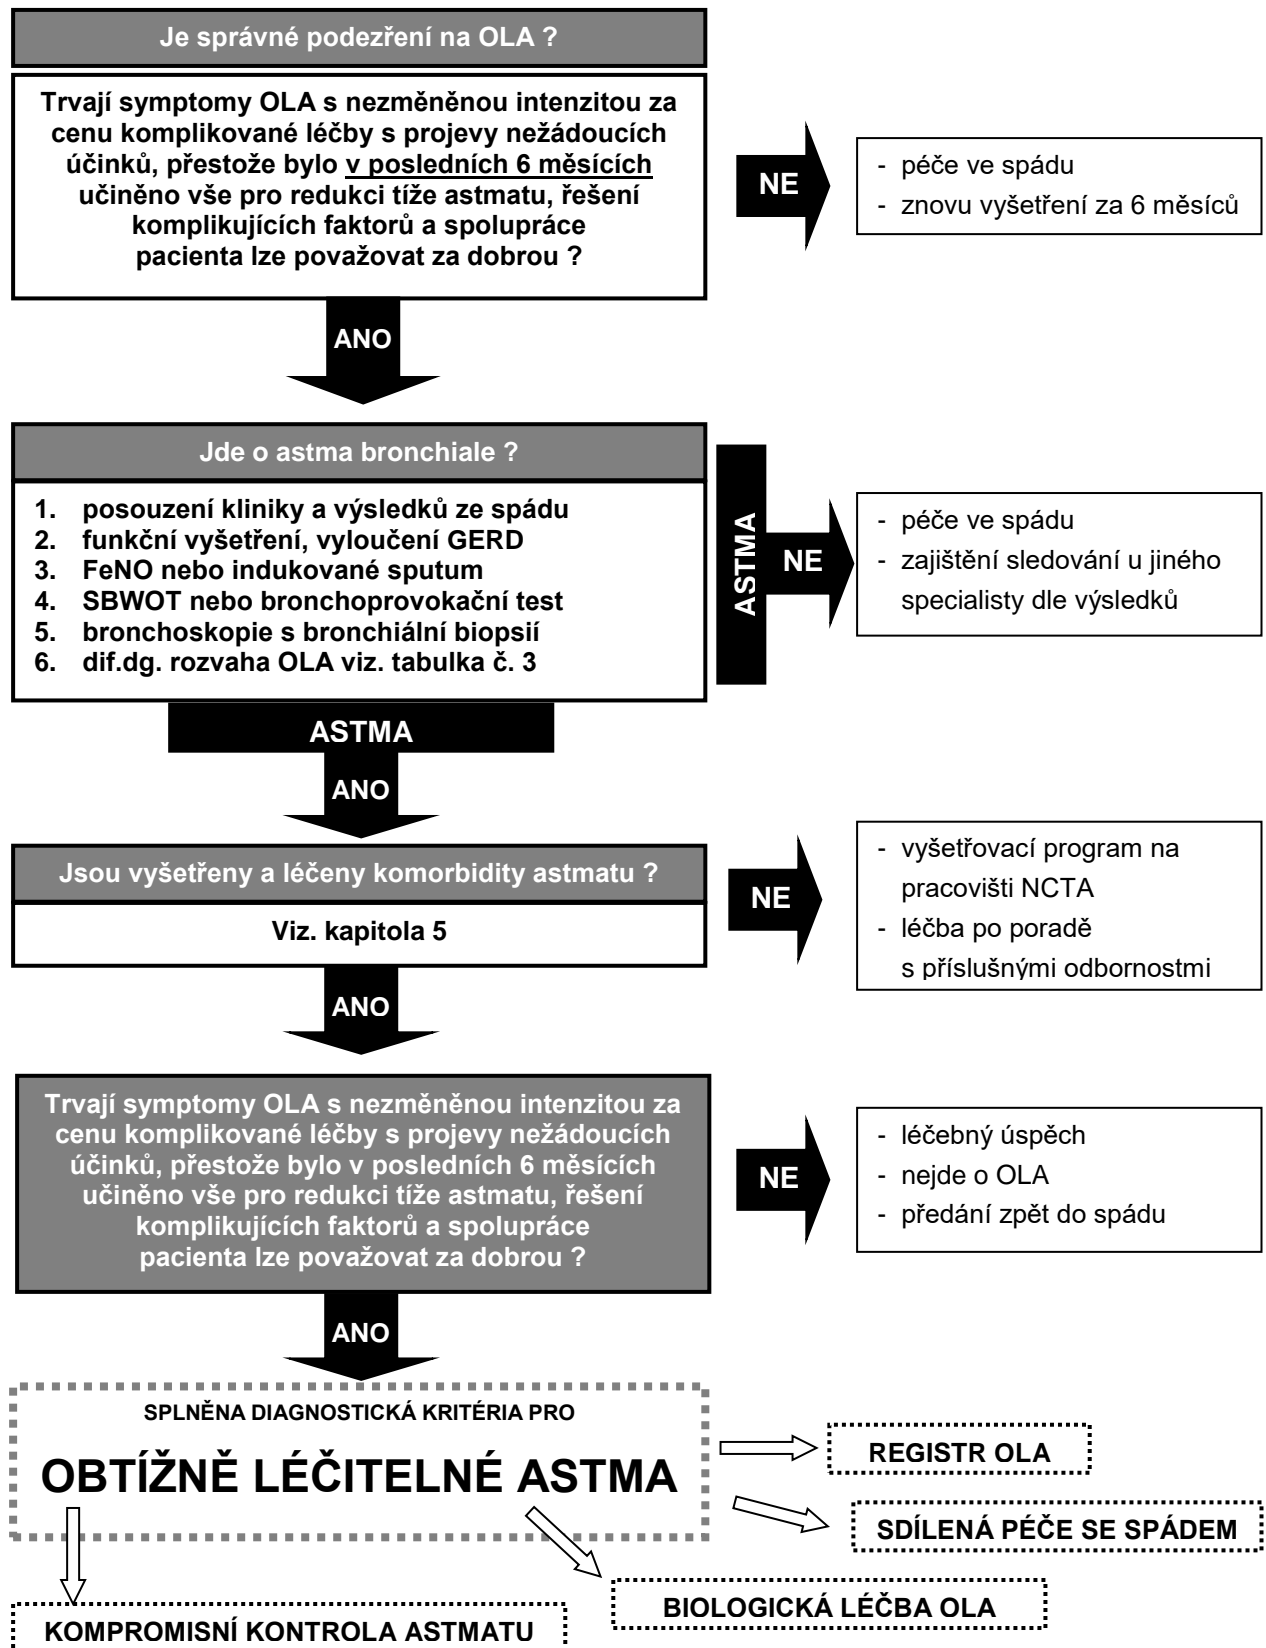 Je správné podezření na OLA ?
Trvají symptomy OLA s nezměněnou intenzitou za
cenu komplikované léčby s projevy nežádoucích
účinků, přestože bylo v posledních 6 měsících
učiněno vše pro redukci tíže astmatu, řešení
komplikujících faktorů a spolupráce
pacienta lze považovat za dobrou ?
NE
- péče ve spádu
- znovu vyšetření za 6 měsíců
ANO
Jde o astma bronchiale ?
1. posouzení kliniky a výsledků ze spádu
2. funkční vyšetření, vyloučení GERD
3. FeNO nebo indukované sputum
4. SBWOT nebo bronchoprovokační test
5. bronchoskopie s bronchiální biopsií
6. dif.dg. rozvaha OLA viz. tabulka č. 3
ASTMA
NE
- péče ve spádu
- zajištění sledování u jiného
specialisty dle výsledků
ASTMA
ANO
Jsou vyšetřeny a léčeny komorbidity astmatu ?
Viz. kapitola 5
NE
- vyšetřovací program na
pracovišti NCTA
- léčba po poradě
s příslušnými odbornostmi
ANO
Trvají symptomy OLA s nezměněnou intenzitou za
cenu komplikované léčby s projevy nežádoucích
účinků, přestože bylo v posledních 6 měsících
učiněno vše pro redukci tíže astmatu, řešení
komplikujících faktorů a spolupráce
pacienta lze považovat za dobrou ?
NE
- léčebný úspěch
- nejde o OLA
- předání zpět do spádu
ANO
SPLNĚNA DIAGNOSTICKÁ KRITÉRIA PRO
OBTÍŽNĚ LÉČITELNÉ ASTMA
REGISTR OLA
SDÍLENÁ PÉČE SE SPÁDEM
BIOLOGICKÁ LÉČBA OLA
KOMPROMISNÍ KONTROLA ASTMATU